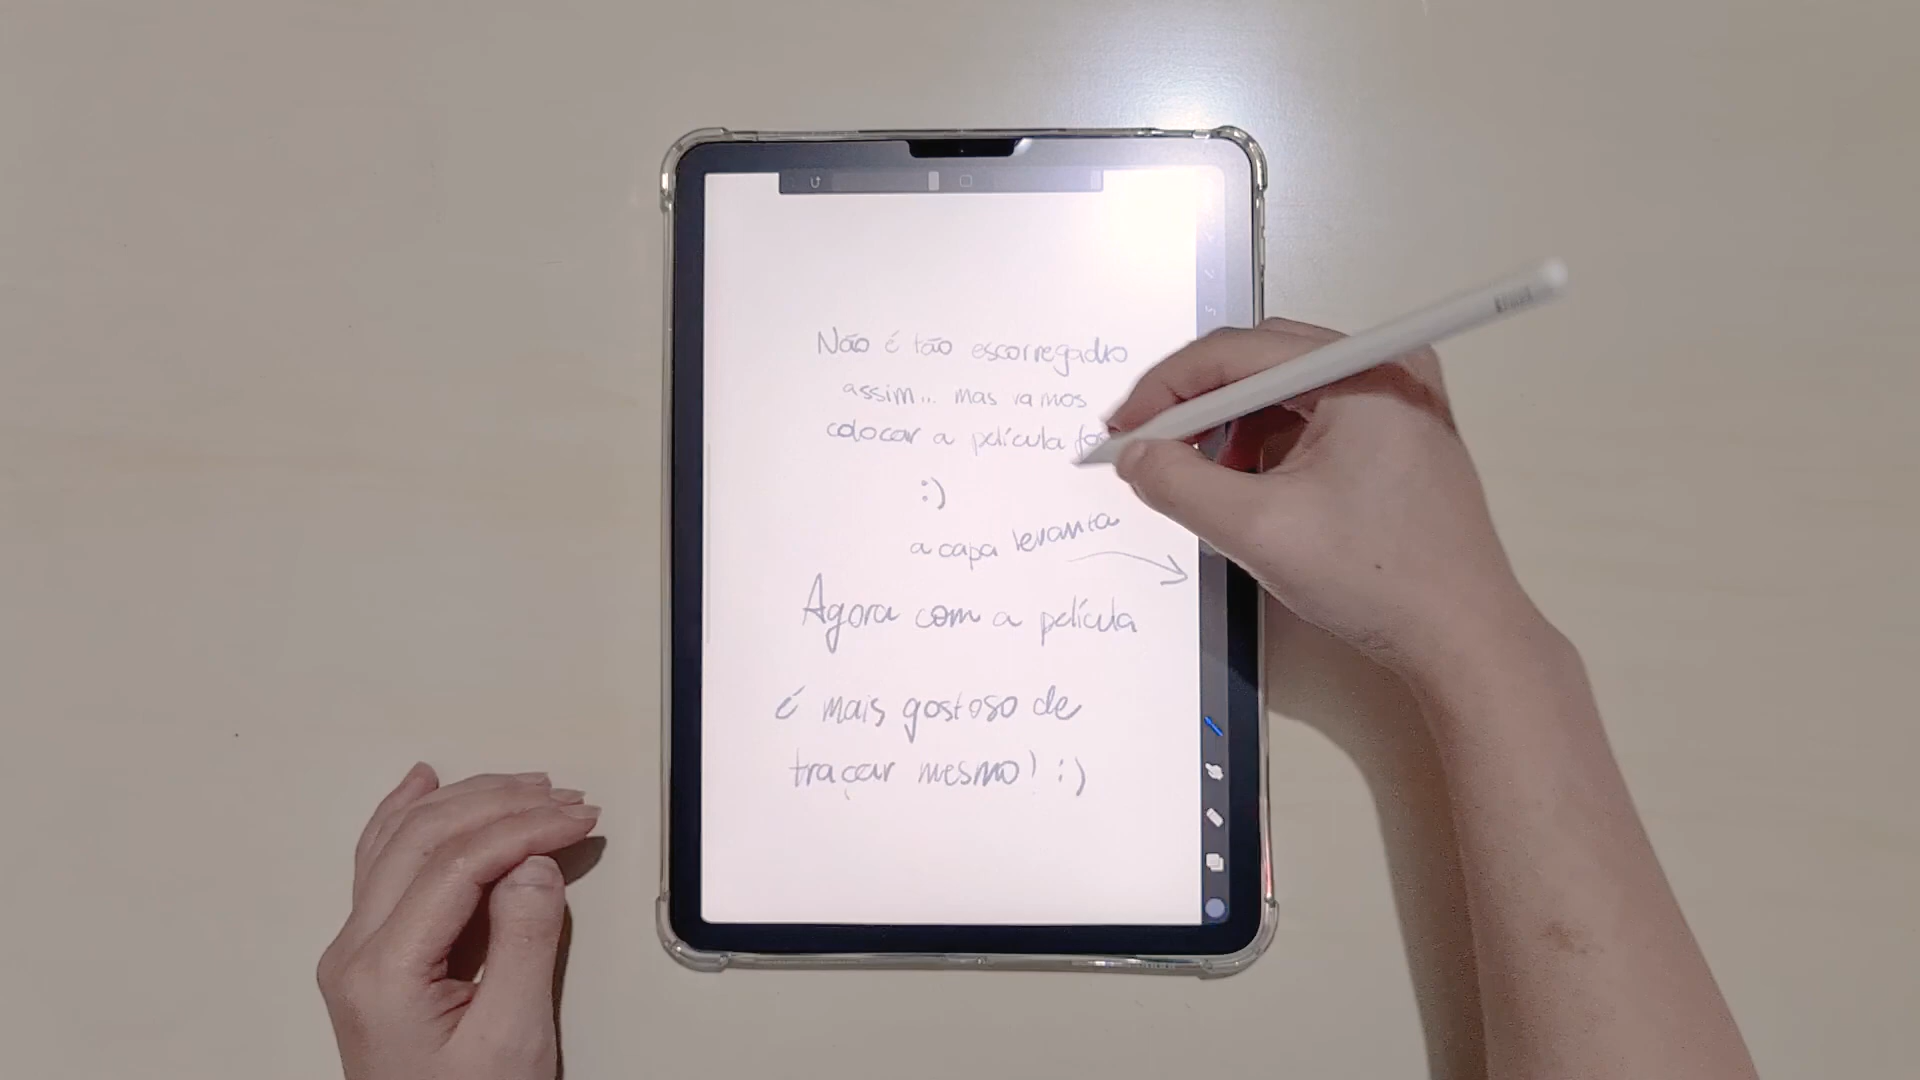 Não é tão escorregadio
assim... mas vamos
colocar a película
:)
a capa levanta
Agora com a película
é mais gostoso de
traçar mesmo! :)